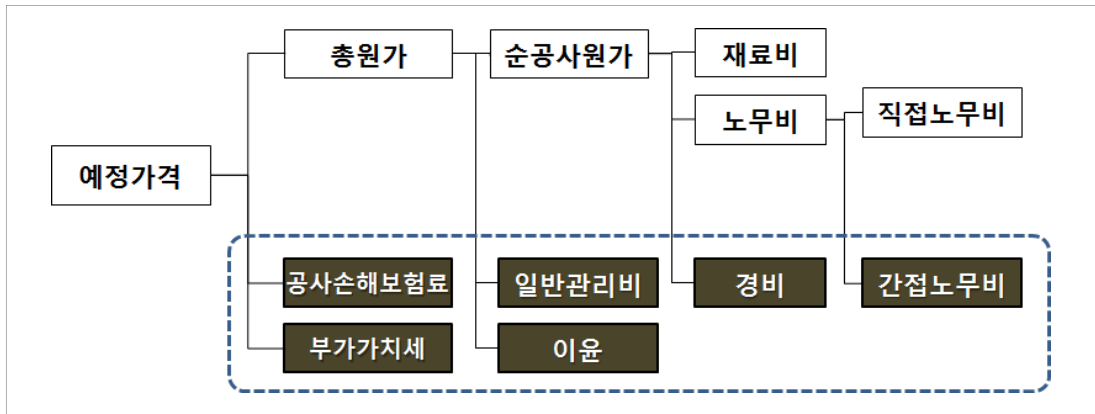 총원가
순공사원가
재료비
노무비
직접노무비
예정가격
공사손해보험료
일반관리비
경비
간접노무비
부가가치세
이윤